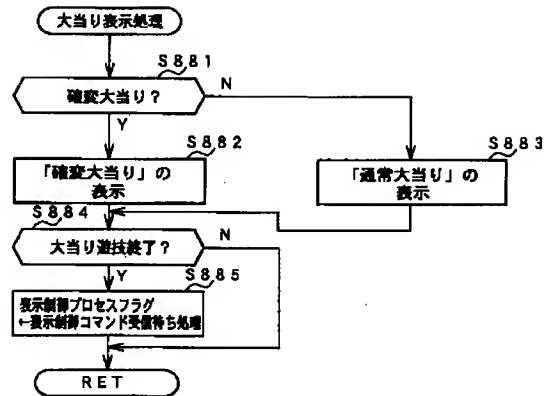 大当り表示処理
S881
確変大当り？
N
Y
S882
「確変大当り」の
表示
S883
「通常大当り」の
表示
S884
大当り遊技終了？
N
Y
S885
表示制御プロセスフラグ
←表示制御コマンド受信待ち処理
RET